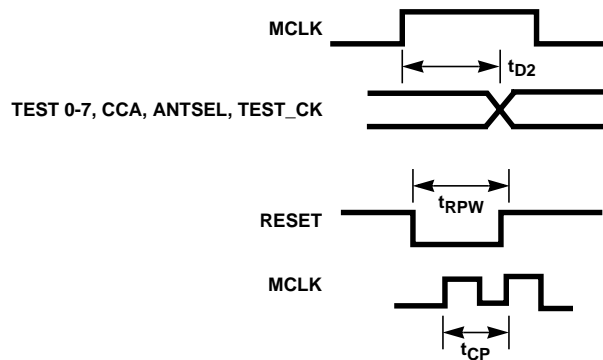 MCLK
tD2
TEST 0-7, CCA, ANTSEL, TEST_CK
tRPW
RESET
MCLK
tCP